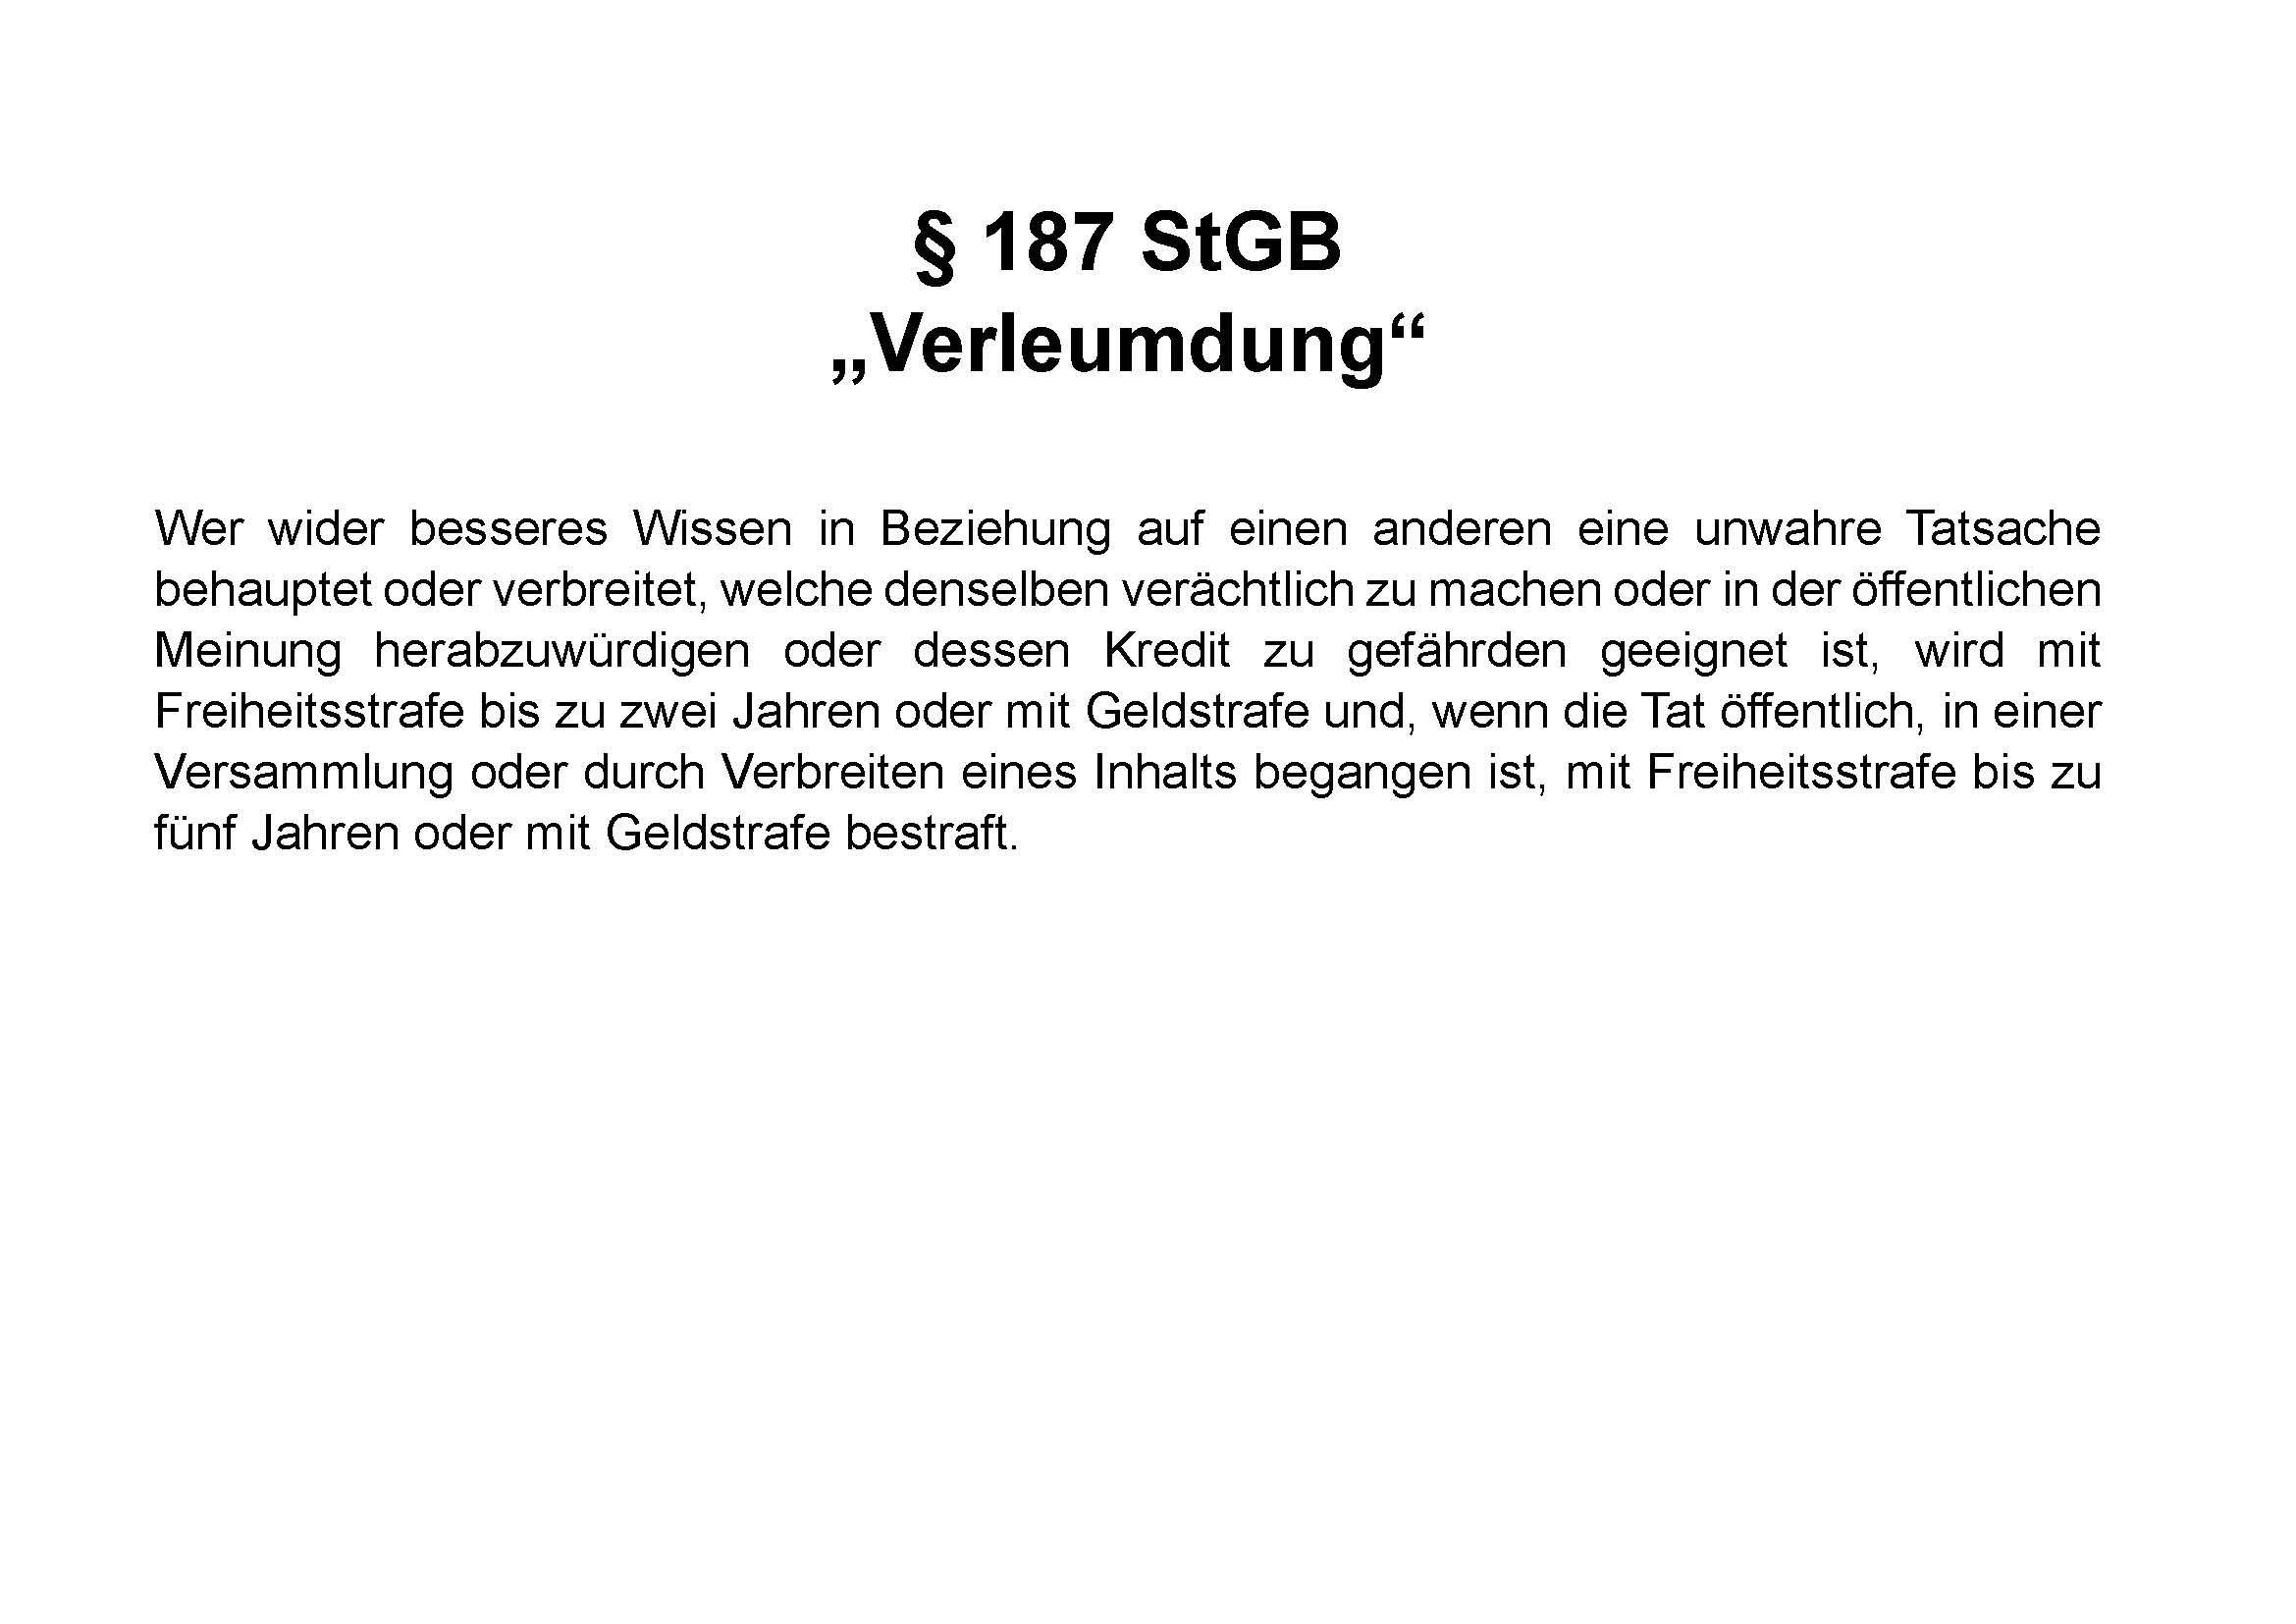 § 187 StGB
„Verleumdung“
Wer wider besseres Wissen in Beziehung auf einen anderen eine unwahre Tatsache
behauptet oder verbreitet, welche denselben verächtlich zu machen oder in der öffentlichen
Meinung herabzuwürdigen oder dessen Kredit zu gefährden geeignet ist, wird mit
Freiheitsstrafe bis zu zwei Jahren oder mit Geldstrafe und, wenn die Tat öffentlich, in einer
Versammlung oder durch Verbreiten eines Inhalts begangen ist, mit Freiheitsstrafe bis zu
fünf Jahren oder mit Geldstrafe bestraft.